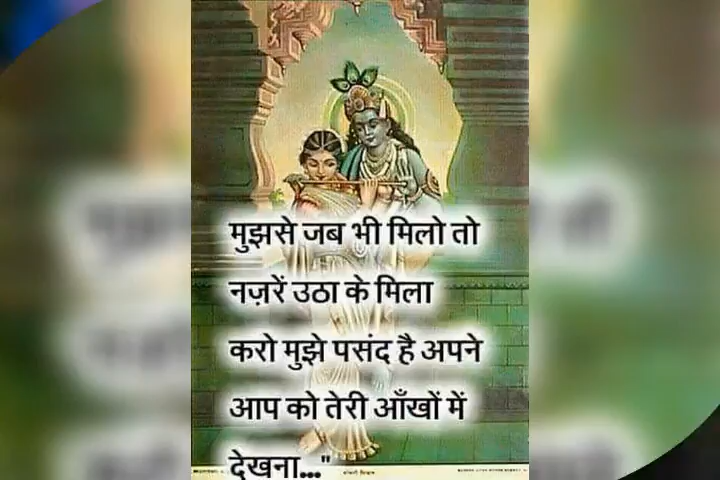 मुझसे जब भी मिलो तो
नज़रें उठा के मिला
करो मुझे पसंद है अपने
आप को तेरी आँखों में
देखना..."